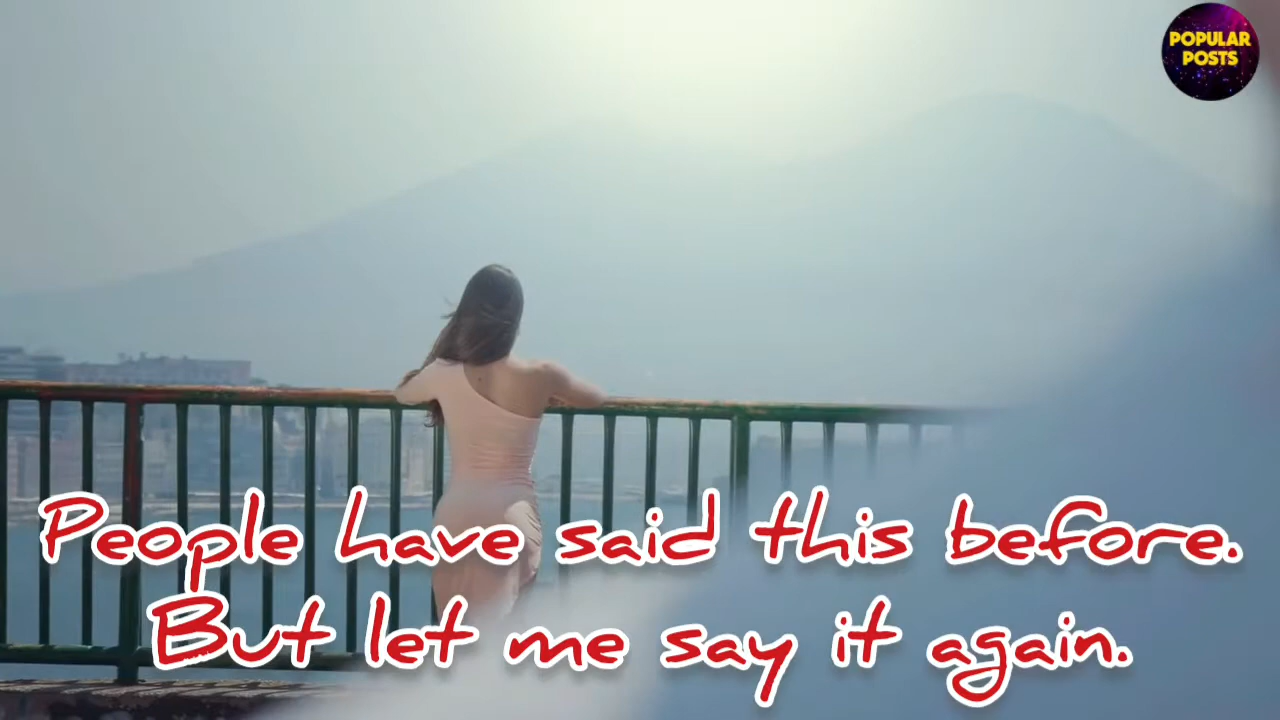 POPULAR
POSTS
People have said this before.
But let me say it again.